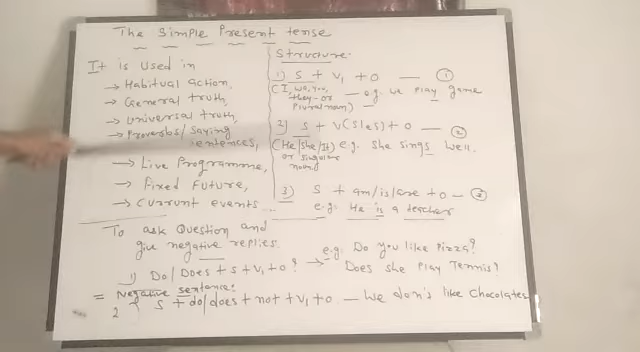 The Simple Present tense
It is used in
→ Habitual action,
→ General truth,
→ Universal truth,
→ Proverbs/Saying
sentences,
→ Live Programme,
→ Fixed Future,
→ Current events...
Structure:
1) S + V1 + O — ①
(I, we, you,
they – or
Plural noun) — e.g. we play game
2) S + V(s/es) + O — ②
(He/She/It) e.g. She sings well.
or singular
noun)
3) S + am/is/are + O — ③
e.g. He is a teacher
To ask Question and
give negative replies.
1) Do/Does + S + V1 + O? → e.g. Do you like Pizza?
Does she play Tennis?
= Negative sentence:
2 S + do/does + not + V1 + O — We don's like Chocolates